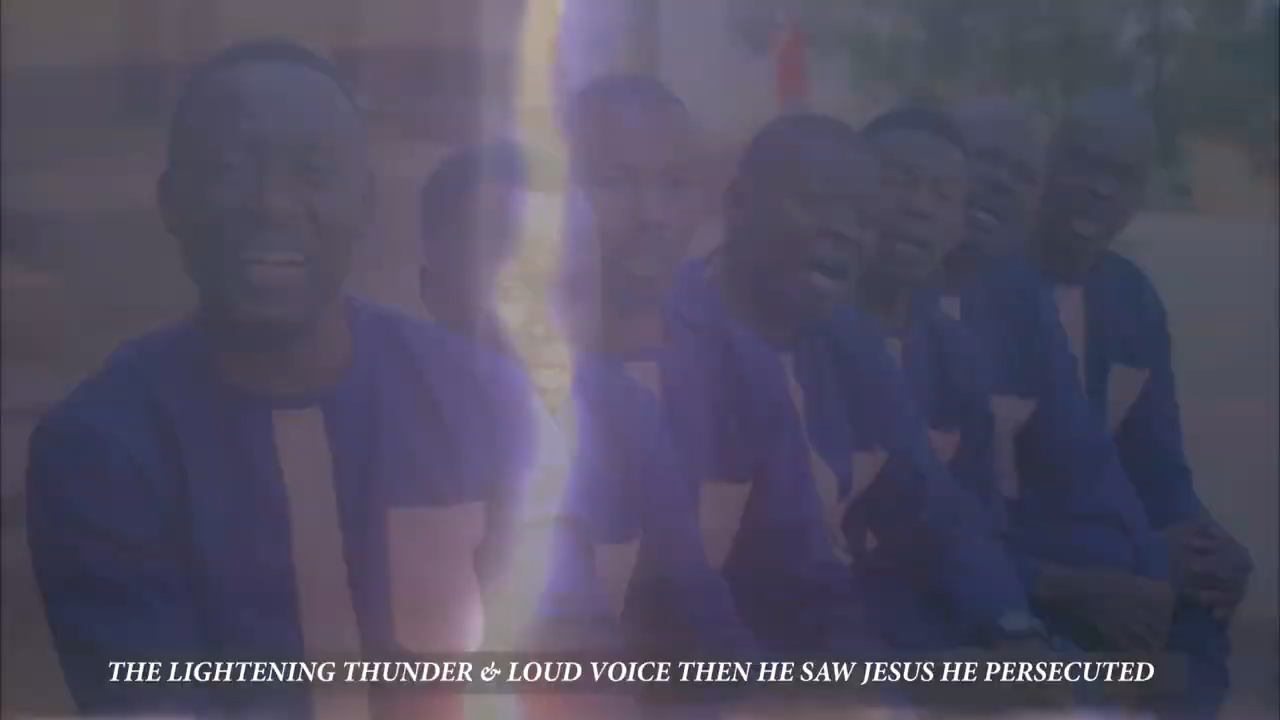 THE LIGHTENING THUNDER & LOUD VOICE THEN HE SAW JESUS HE PERSECUTED